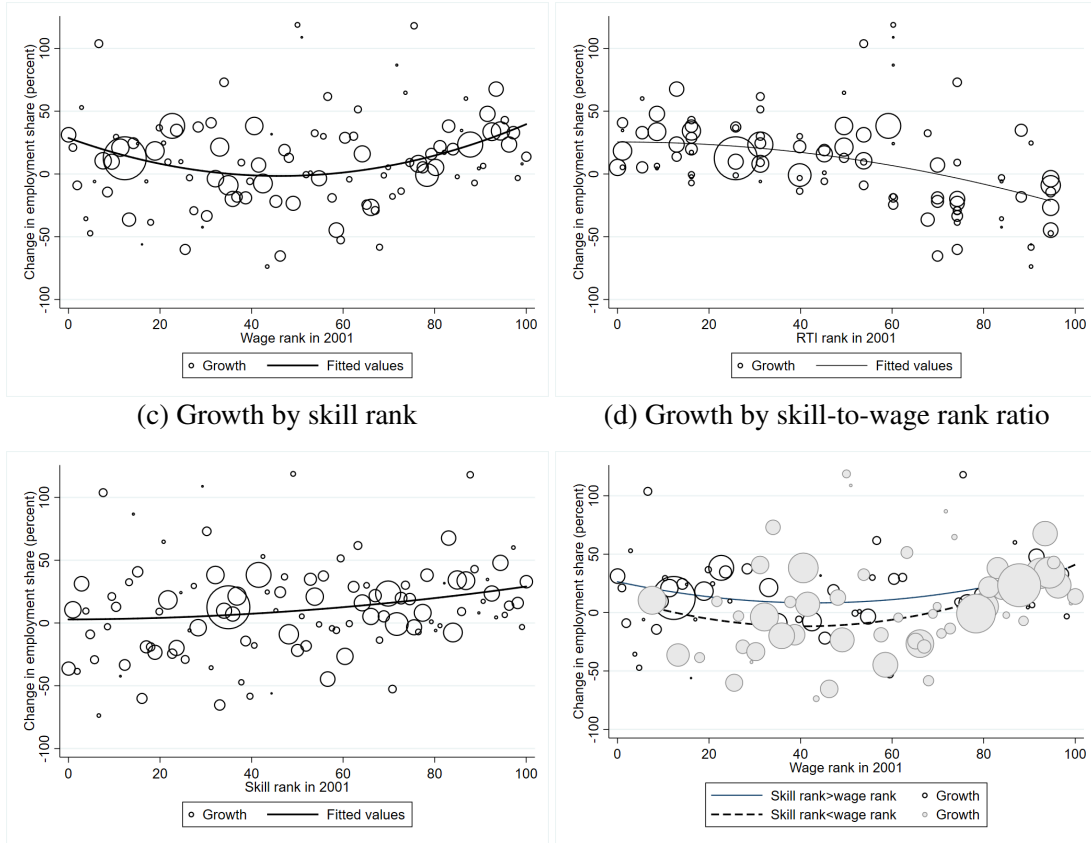 Change in employment share (percent)
100
50
0
-50
-100
0 20 40 60 80 100
Wage rank in 2001
Growth Fitted values
Change in employment share (percent)
100
50
0
-50
-100
0 20 40 60 80 100
RTI rank in 2001
Growth Fitted values
(c) Growth by skill rank
(d) Growth by skill-to-wage rank ratio
Change in employment share (percent)
100
50
0
-50
-100
0 20 40 60 80 100
Skill rank in 2001
Growth Fitted values
Change in employment share (percent)
100
50
0
-50
-100
0 20 40 60 80 100
Wage rank in 2001
Skill rank>wage rank Growth
Skill rank<wage rank Growth